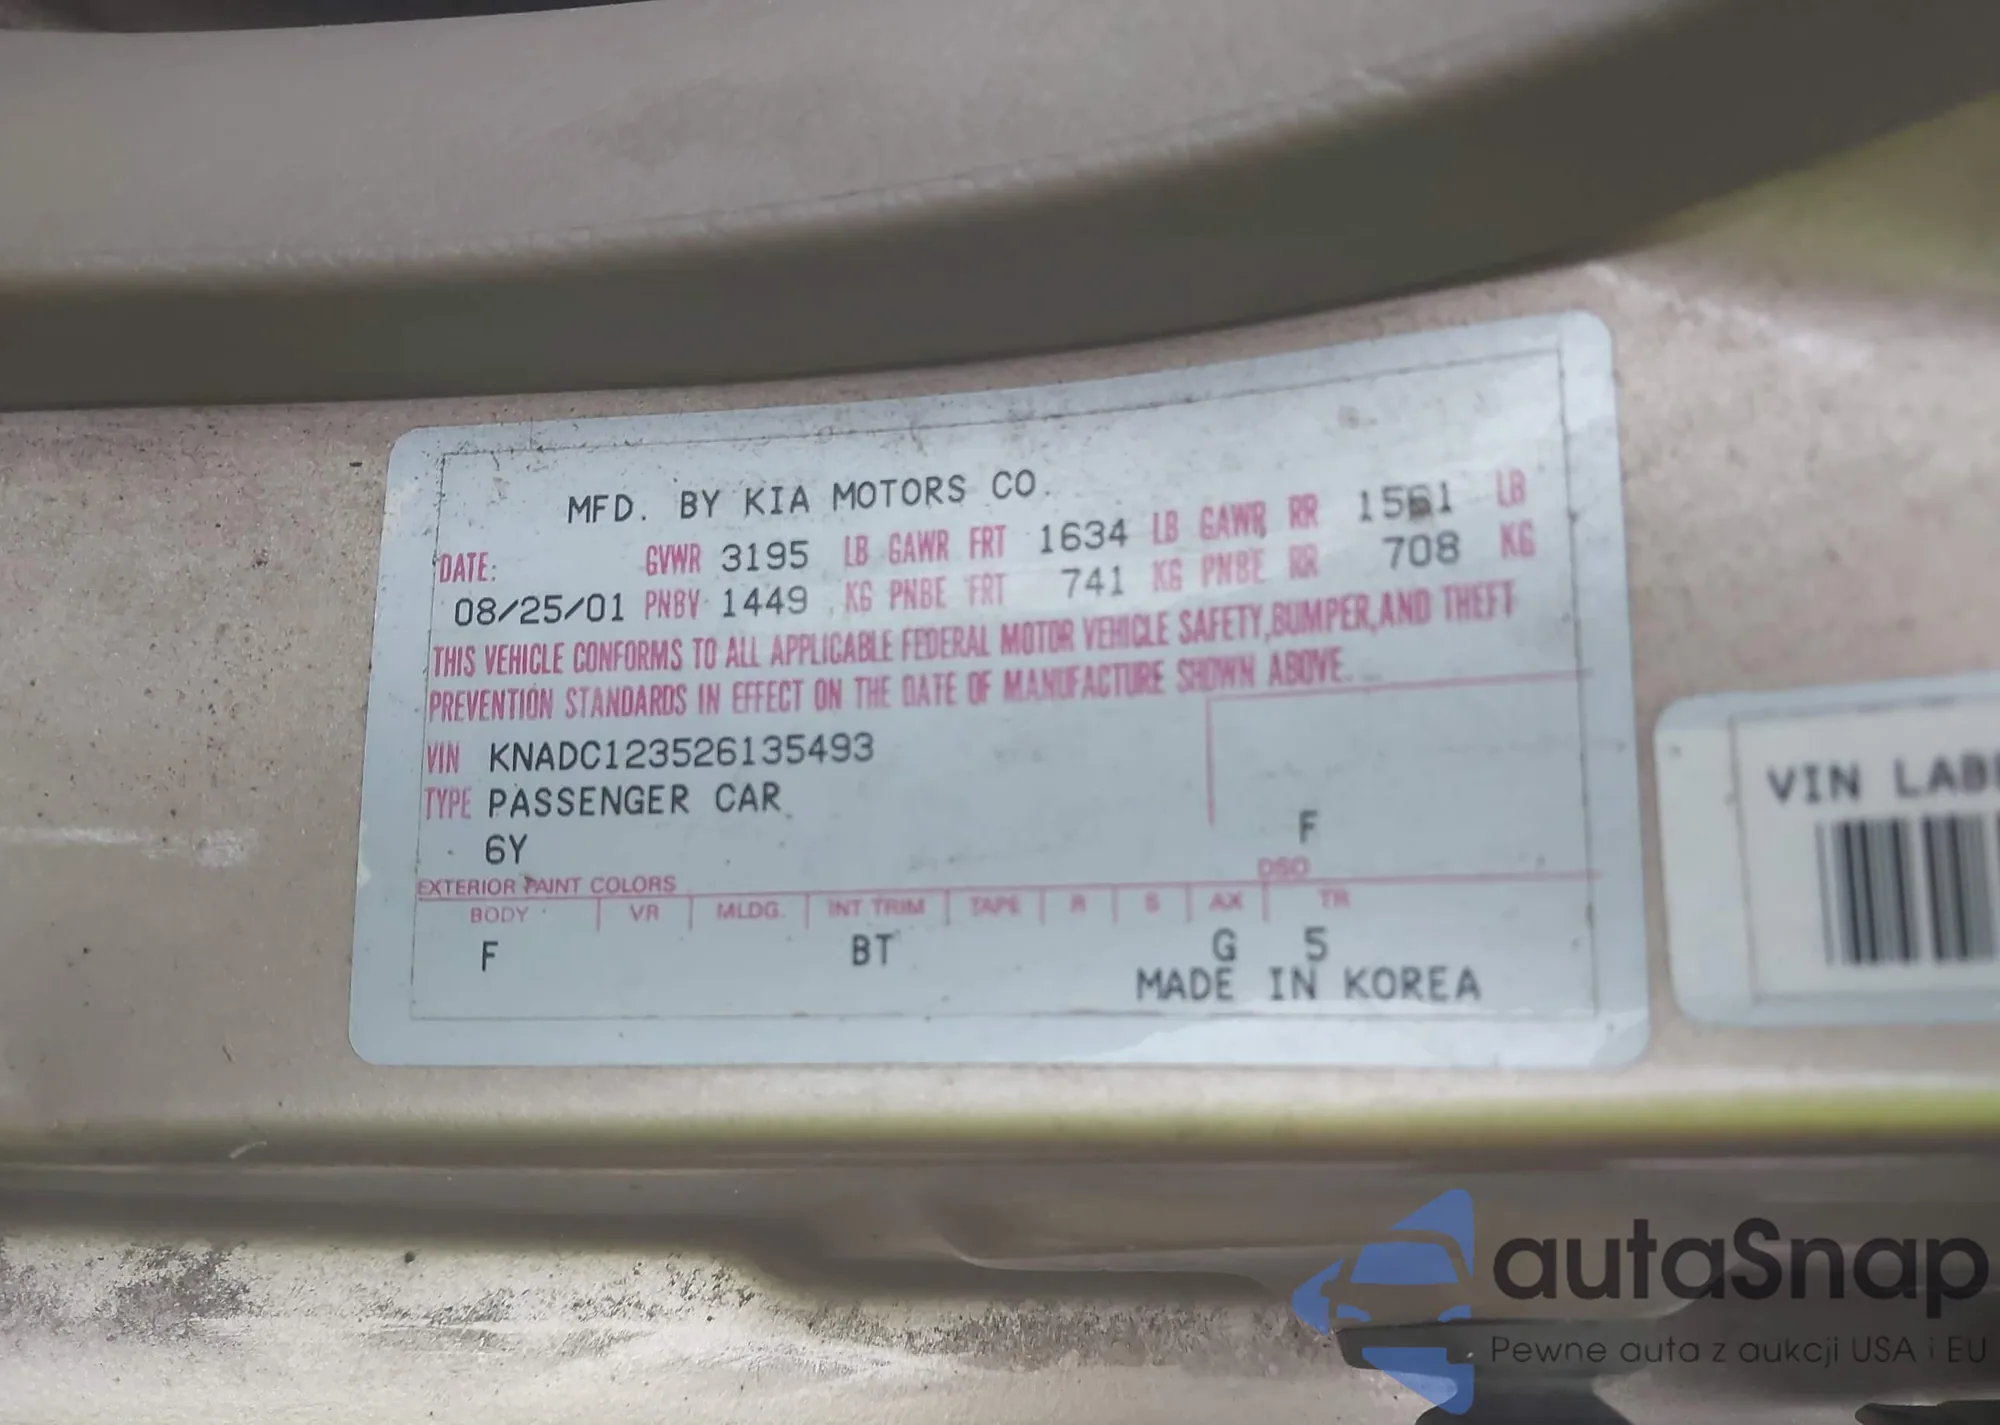 MFD. BY KIA MOTORS CO.
DATE: GVWR 3195 LB GAWR FRT 1634 LB GAWR RR 1561 LB
08/25/01 PNBV 1449 KG PNBE FRT 741 KG PNBE RR 708 KG
THIS VEHICLE CONFORMS TO ALL APPLICABLE FEDERAL MOTOR VEHICLE SAFETY,BUMPER,AND THEFT
PREVENTION STANDARDS IN EFFECT ON THE DATE OF MANUFACTURE SHOWN ABOVE.
VIN KNADC123526135493
TYPE PASSENGER CAR
6Y F
DSO
EXTERIOR PAINT COLORS
BODY VR MLDG. INT TRIM TAPE R S AX TR
F BT G 5
MADE IN KOREA
VIN LAB
autaSnap
Pewne auta z aukcji USA i EU